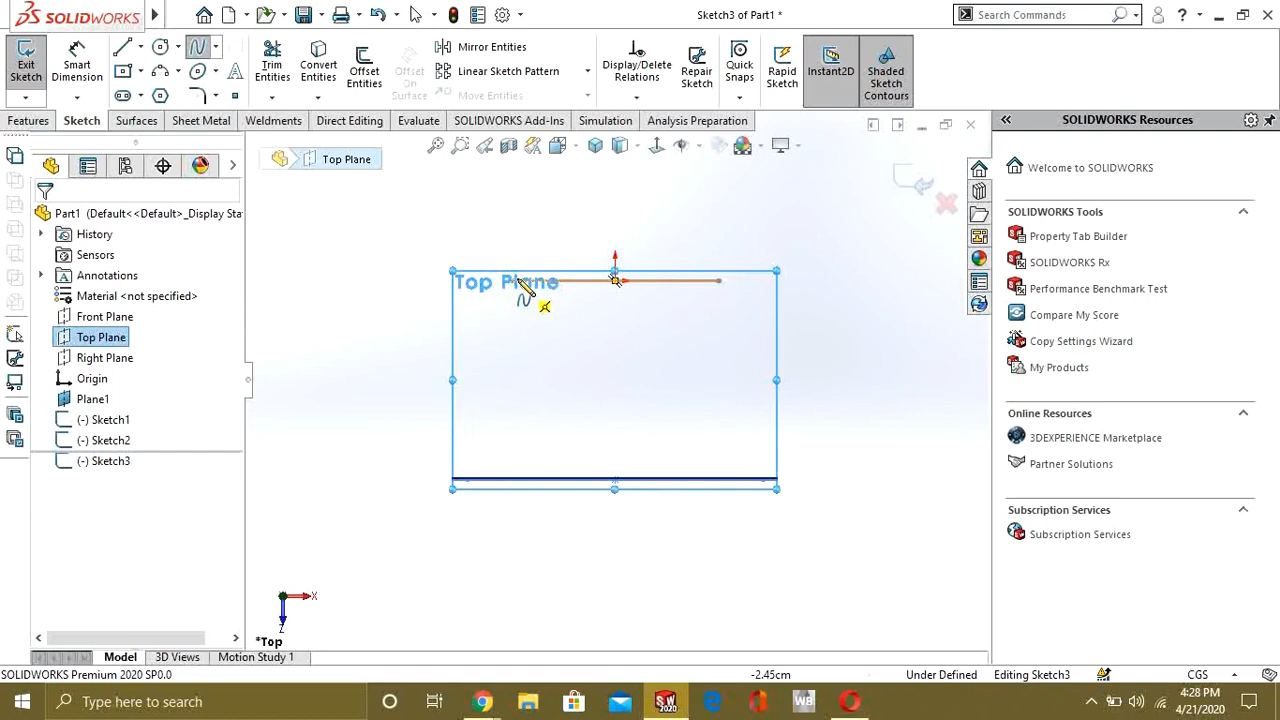 SOLIDWORKS
Sketch3 of Part1 *
Search Commands
?
Exit Sketch
Smart Dimension
Trim Entities
Convert Entities
Offset Entities
Offset On Surface
Mirror Entities
Linear Sketch Pattern
Move Entities
Display/Delete Relations
Repair Sketch
Quick Snaps
Rapid Sketch
Instant2D
Shaded Sketch Contours
Features
Sketch
Surfaces
Sheet Metal
Weldments
Direct Editing
Evaluate
SOLIDWORKS Add-Ins
Simulation
Analysis Preparation
SOLIDWORKS Resources
Top Plane
Part1 (Default<<Default>_Display Sta
History
Sensors
Annotations
Material <not specified>
Front Plane
Top Plane
Right Plane
Origin
Plane1
(-) Sketch1
(-) Sketch2
(-) Sketch3
Top Plane
X
Z
*Top
Welcome to SOLIDWORKS
SOLIDWORKS Tools
Property Tab Builder
SOLIDWORKS Rx
Performance Benchmark Test
Compare My Score
Copy Settings Wizard
My Products
Online Resources
3DEXPERIENCE Marketplace
Partner Solutions
Subscription Services
Subscription Services
Model
3D Views
Motion Study 1
SOLIDWORKS Premium 2020 SP0.0
-2.45cm
Under Defined
Editing Sketch3
CGS
Type here to search
SW
2020
WB
4:28 PM
4/21/2020